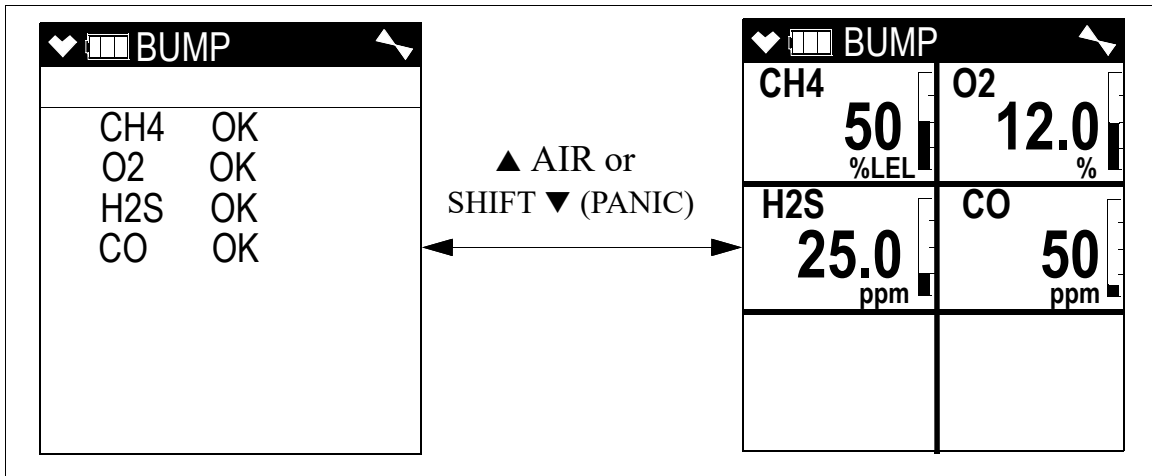 BUMP
CH4 OK
O2 OK
H2S OK
CO OK
▲ AIR or
SHIFT ▼ (PANIC)
BUMP
CH4
50
%LEL
O2
12.0
%
H2S
25.0
ppm
CO
50
ppm